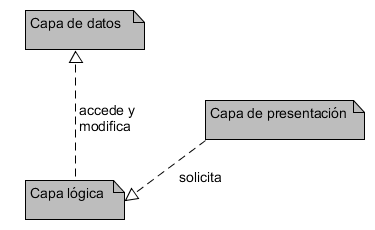 Capa de datos
accede y
modifica
Capa de presentación
solicita
Capa lógica